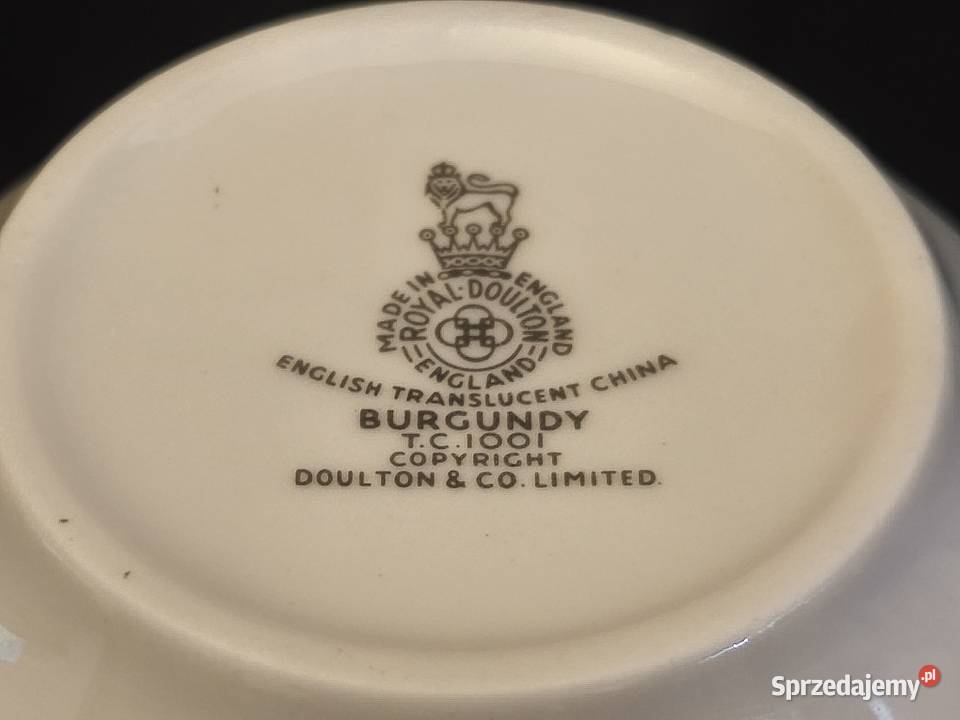 MADE IN ENGLAND
ROYAL·DOULTON
ENGLAND
ENGLISH TRANSLUCENT CHINA
BURGUNDY
T.C.1001
COPYRIGHT
DOULTON & CO. LIMITED.
Sprzedajemy.pl